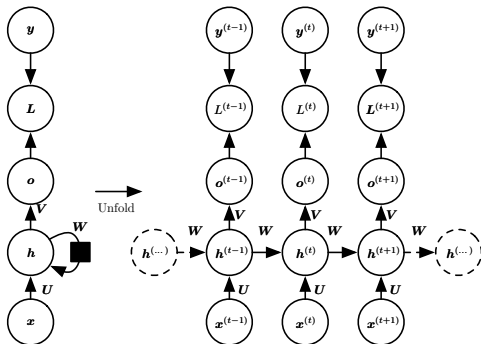 y y^(t−1) y^(t) y^(t+1)
L L^(t−1) L^(t) L^(t+1)
o o^(t−1) o^(t) o^(t+1)
Unfold
V V V V
W W W W W
h h^(...) h^(t−1) h^(t) h^(t+1) h^(...)
U U U U
x x^(t−1) x^(t) x^(t+1)